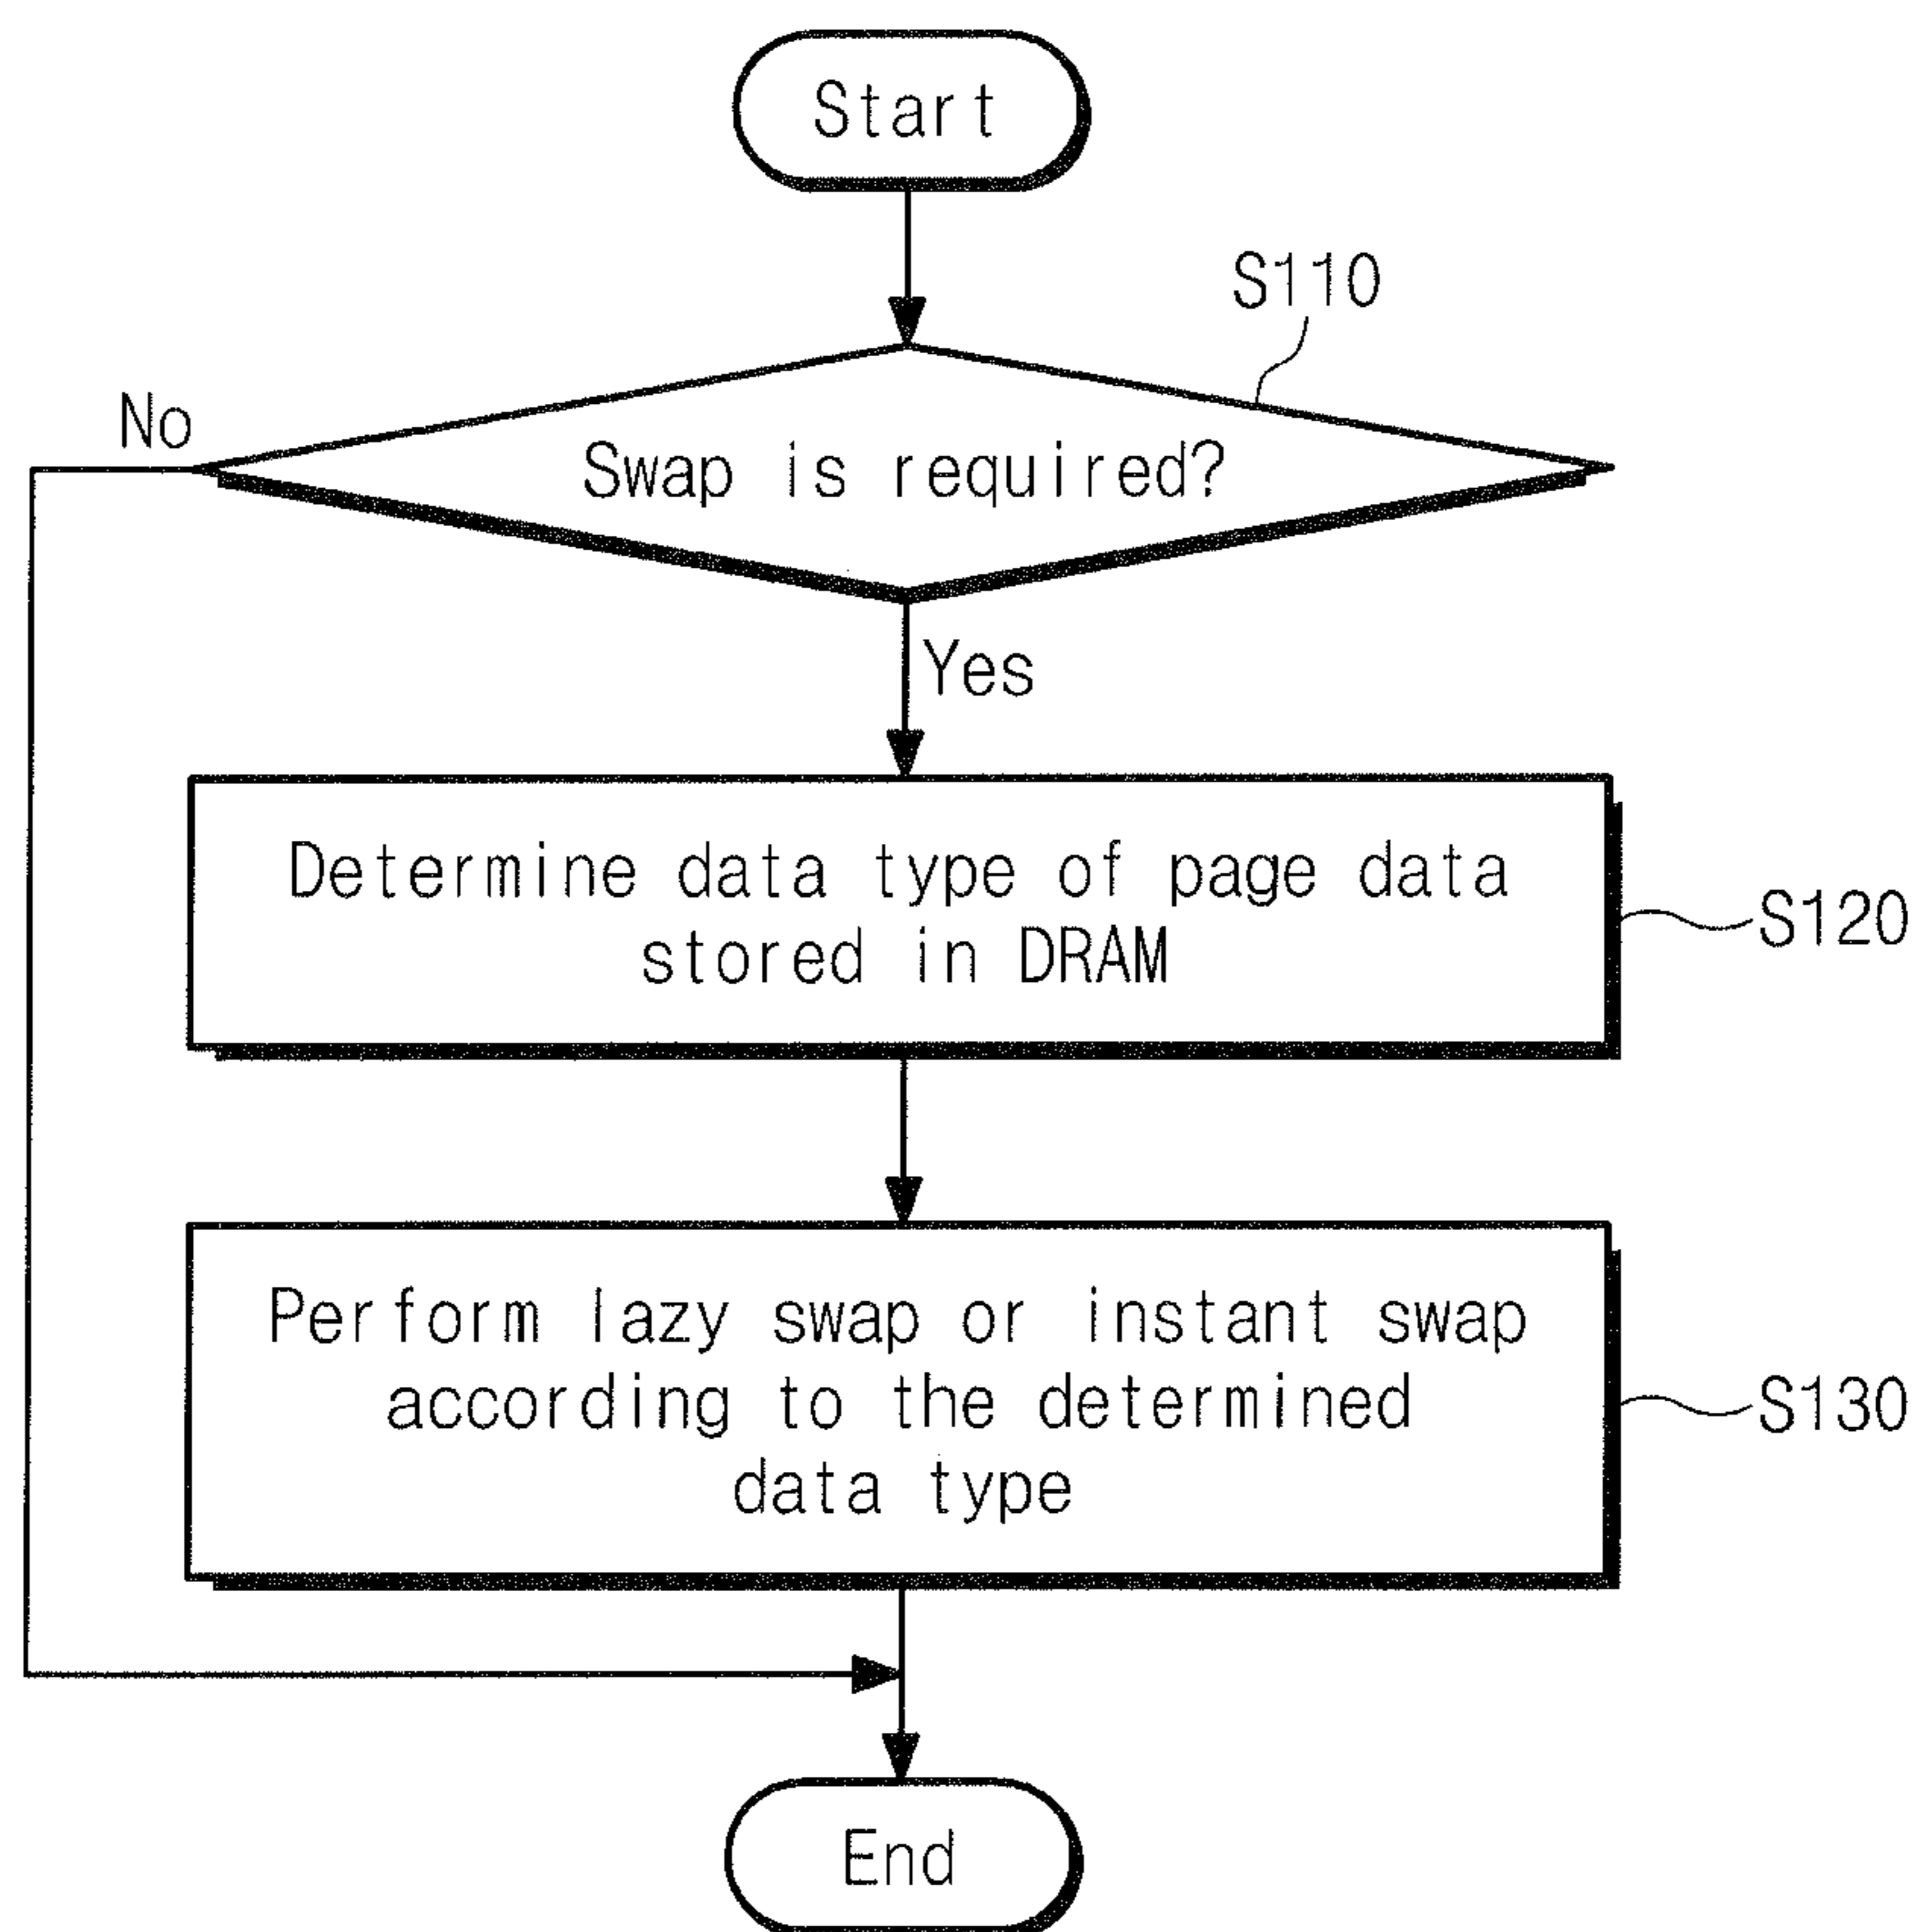 Start
S110
No
Swap is required?
Yes
Determine data type of page data
stored in DRAM
S120
Perform lazy swap or instant swap
according to the determined
data type
S130
End